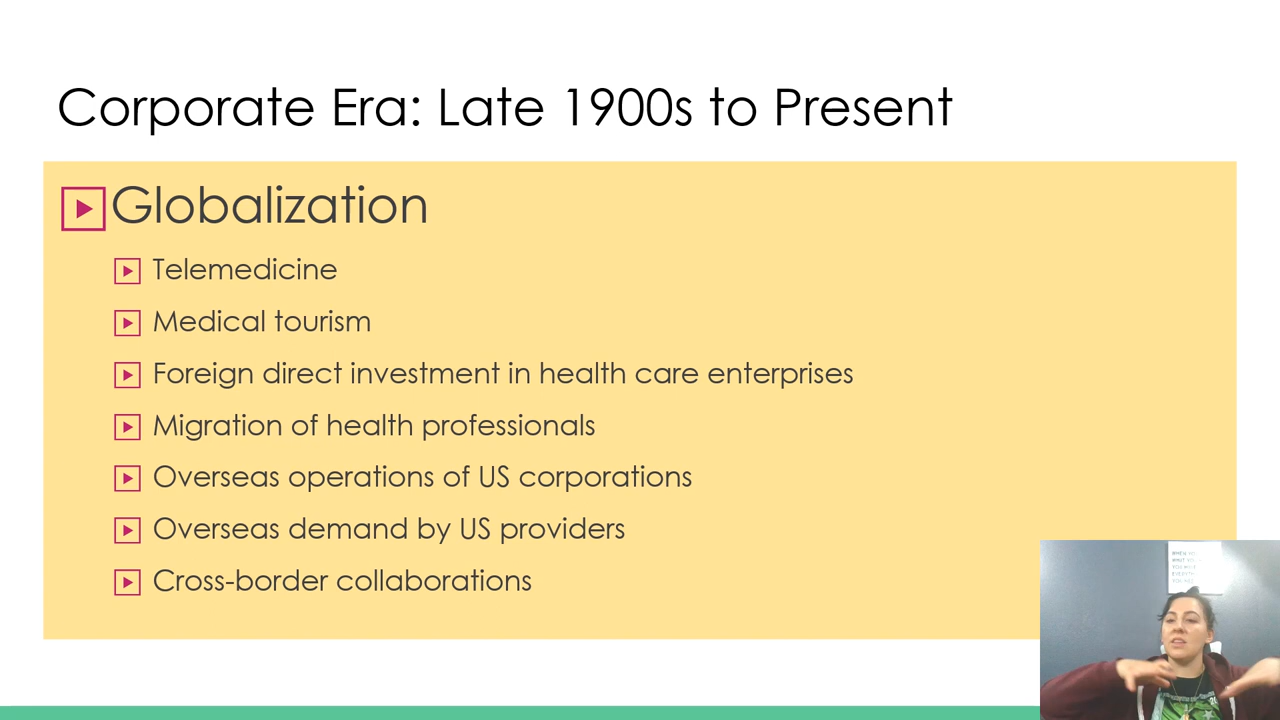 Corporate Era: Late 1900s to Present
Globalization
Telemedicine
Medical tourism
Foreign direct investment in health care enterprises
Migration of health professionals
Overseas operations of US corporations
Overseas demand by US providers
Cross-border collaborations